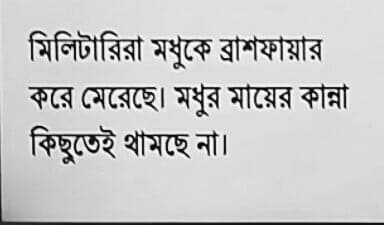 মিলিটারিরা মধুকে ব্রাশফায়ার
করে মেরেছে। মধুর মায়ের কান্না
কিছুতেই থামছে না।